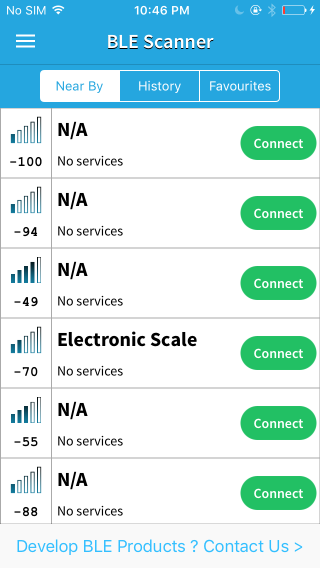 No SIM 10:46 PM
BLE Scanner
Near By History Favourites
N/A
-100 No services Connect
N/A
-94 No services Connect
N/A
-49 No services Connect
Electronic Scale
-70 No services Connect
N/A
-55 No services Connect
N/A
-88 No services Connect
Develop BLE Products ? Contact Us >